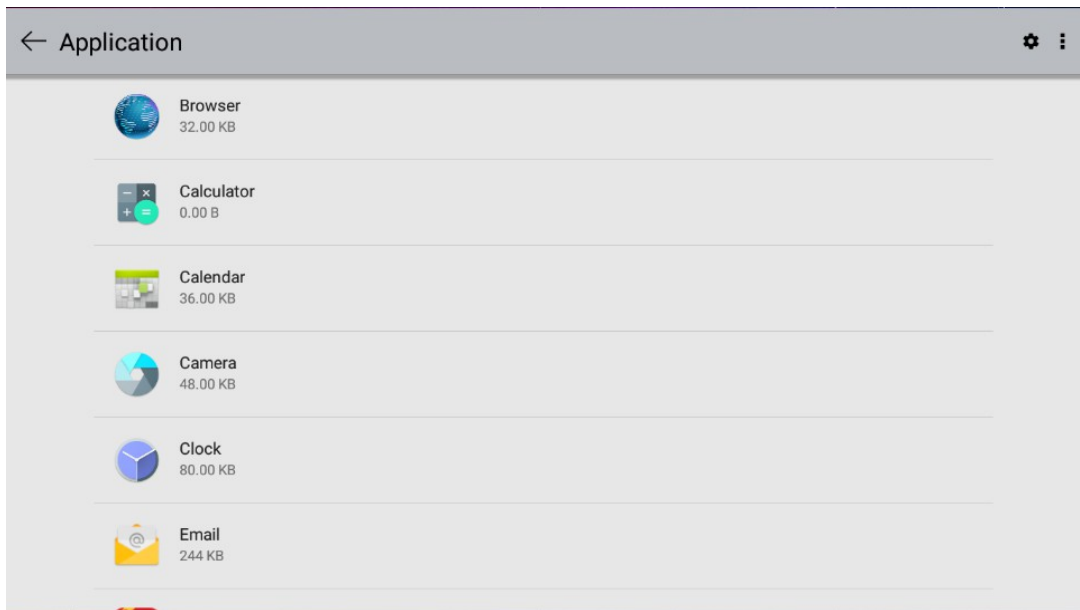 Application
Browser
32.00 KB
Calculator
0.00 B
Calendar
36.00 KB
Camera
48.00 KB
Clock
80.00 KB
Email
244 KB